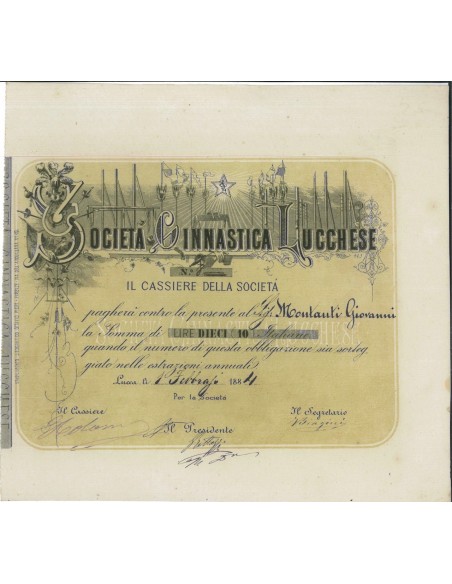 SOCIETÁ GINNASTICA LUCCHESE
IL CASSIERE DELLA SOCIETÁ
pagherà contro la presente al Sig. Montauti Giovanni
la Somma di LIRE DIECI £ 10 Italiane
quando il numero di questa obbligazione sia sorteg
giato nelle estrazioni annuali
Lucca li 1 Febbrajo 1884
Per la Società
Il Cassiere
Il Segretario
Il Presidente